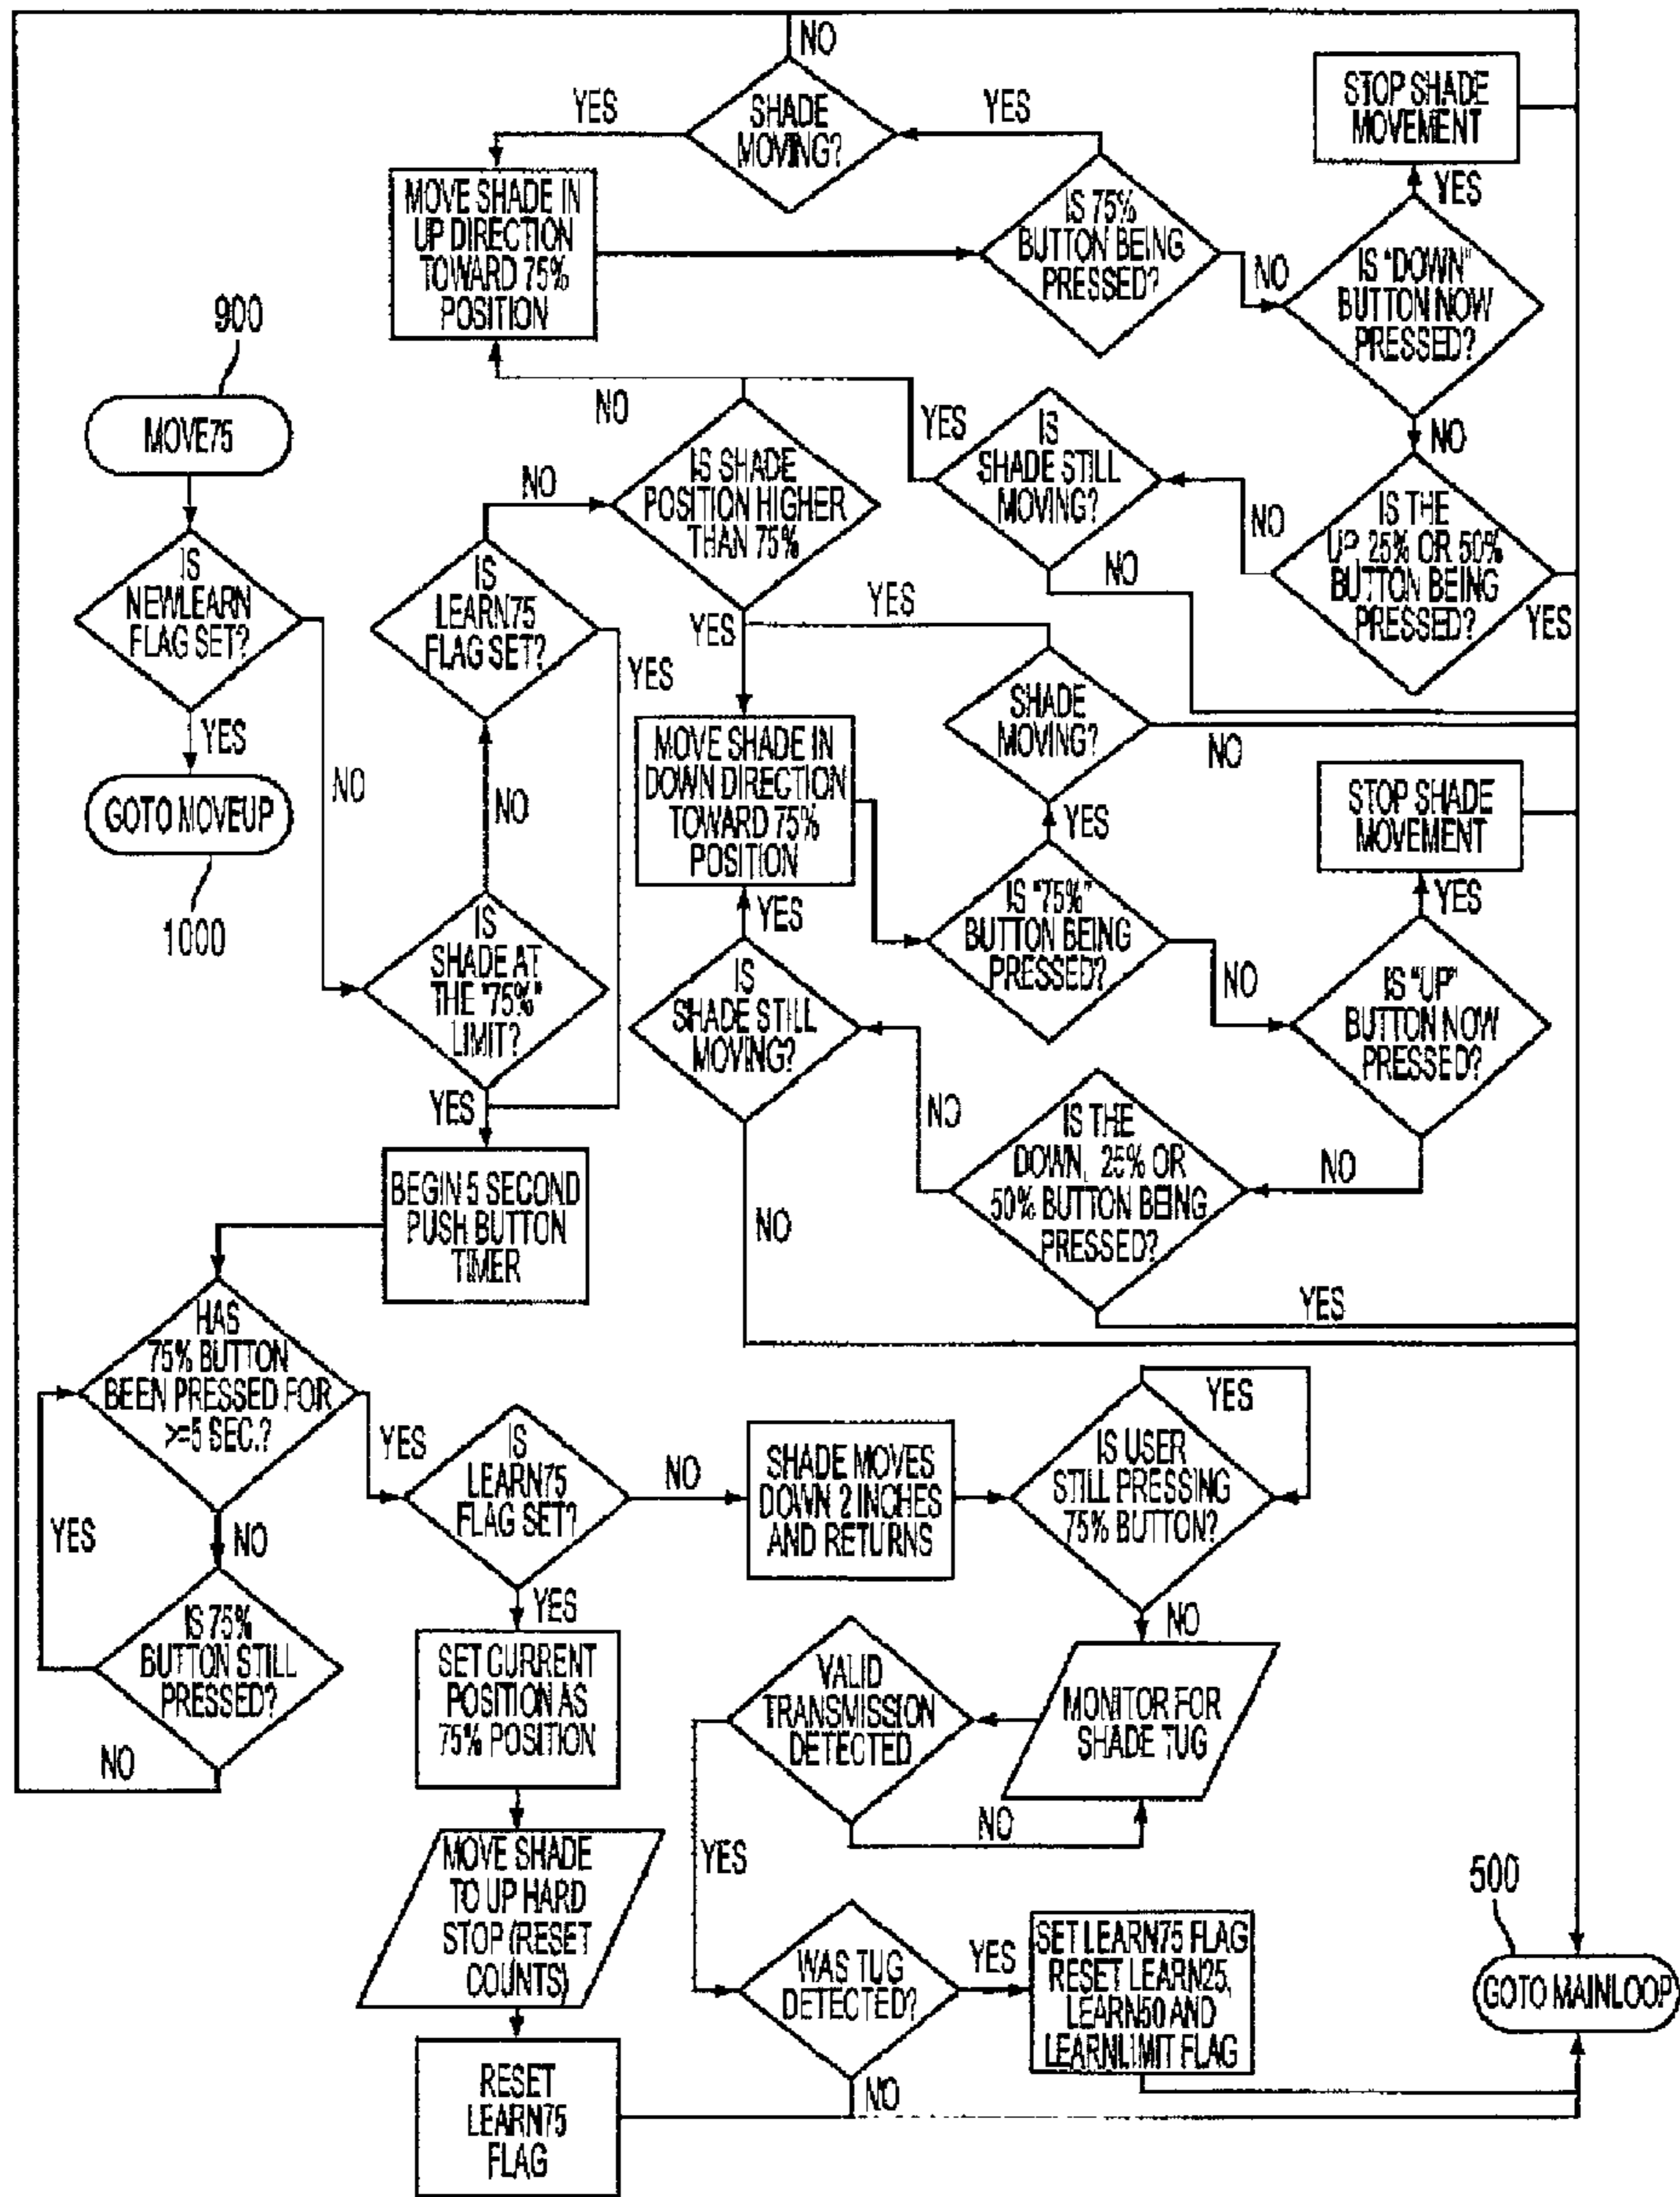 NO
SHADE
MOVING?
YES
YES
STOP SHADE
MOVEMENT
YES
MOVE SHADE IN
UP DIRECTION
TOWARD 75%
POSITION
IS 75%
BUTTON BEING
PRESSED?
NO
IS "DOWN"
BUTTON NOW
PRESSED?
NO
900
MOVE75
NO
YES
IS
SHADE STILL
MOVING?
NO
NO
IS THE
UP, 25% OR 50%
BUTTON BEING
PRESSED?
YES
IS
NEWLEARN
FLAG SET?
YES
NO
GOTO MOVEUP
1000
IS
LEARN75
FLAG SET?
NO
YES
NO
IS SHADE
POSITION HIGHER
THAN 75%
YES
YES
SHADE
MOVING?
NO
MOVE SHADE IN
DOWN DIRECTION
TOWARD 75%
POSITION
YES
YES
STOP SHADE
MOVEMENT
YES
IS
SHADE AT
THE "75%"
LIMIT?
YES
IS
SHADE STILL
MOVING?
NO
IS "75%"
BUTTON BEING
PRESSED?
NO
IS "UP"
BUTTON NOW
PRESSED?
NO
NO
IS THE
DOWN, 25% OR
50% BUTTON BEING
PRESSED?
YES
BEGIN 5 SECOND
PUSH BUTTON
TIMER
HAS
75% BUTTON
BEEN PRESSED FOR
>=5 SEC.?
YES
NO
YES
IS 75%
BUTTON STILL
PRESSED?
NO
IS
LEARN75
FLAG SET?
NO
YES
SHADE MOVES
DOWN 2 INCHES
AND RETURNS
IS USER
STILL PRESSING
75% BUTTON?
YES
NO
SET CURRENT
POSITION AS
75% POSITION
VALID
TRANSMISSION
DETECTED
MONITOR FOR
SHADE TUG
NO
YES
MOVE SHADE
TO UP HARD
STOP (RESET
COUNTS)
WAS TUG
DETECTED?
YES
NO
SET LEARN75 FLAG
RESET LEARN25,
LEARN50 AND
LEARNLIMIT FLAG
500
GOTO MAINLOOP
RESET
LEARN75
FLAG